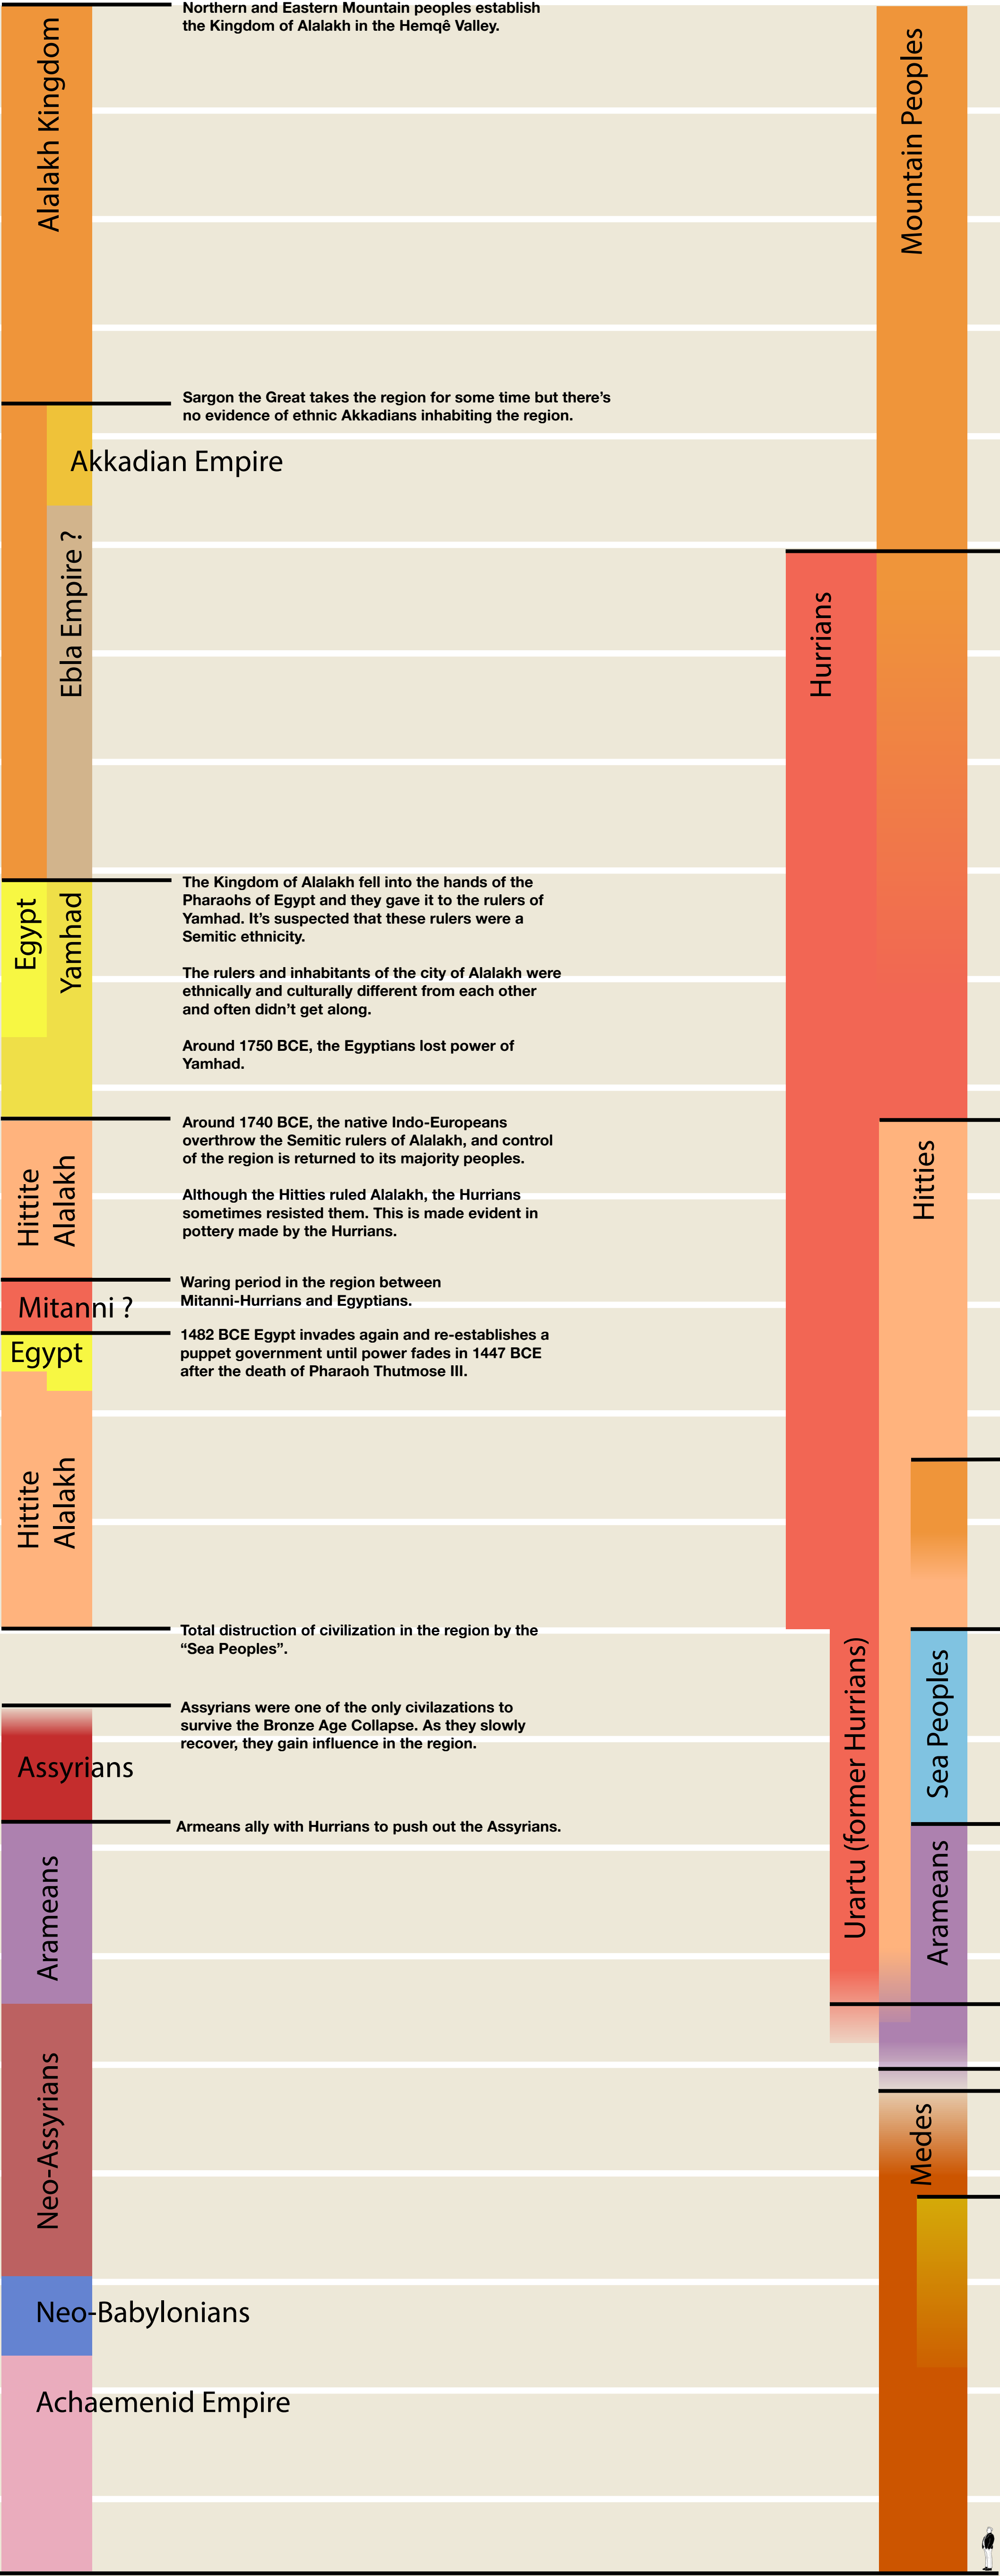 Northern and Eastern Mountain peoples establish
the Kingdom of Alalakh in the Hemqê Valley.
Alalakh Kingdom
Mountain Peoples
Sargon the Great takes the region for some time but there’s
no evidence of ethnic Akkadians inhabiting the region.
Akkadian Empire
Ebla Empire ?
Hurrians
The Kingdom of Alalakh fell into the hands of the
Pharaohs of Egypt and they gave it to the rulers of
Yamhad. It’s suspected that these rulers were a
Semitic ethnicity.
Egypt
Yamhad
The rulers and inhabitants of the city of Alalakh were
ethnically and culturally different from each other
and often didn’t get along.
Around 1750 BCE, the Egyptians lost power of
Yamhad.
Around 1740 BCE, the native Indo-Europeans
overthrow the Semitic rulers of Alalakh, and control
of the region is returned to its majority peoples.
Hittite
Alalakh
Hitties
Although the Hitties ruled Alalakh, the Hurrians
sometimes resisted them. This is made evident in
pottery made by the Hurrians.
Waring period in the region between
Mitanni-Hurrians and Egyptians.
Mitanni ?
1482 BCE Egypt invades again and re-establishes a
puppet government until power fades in 1447 BCE
after the death of Pharaoh Thutmose III.
Egypt
Hittite
Alalakh
Total distruction of civilization in the region by the
“Sea Peoples”.
Urartu (former Hurrians)
Sea Peoples
Assyrians were one of the only civilazations to
survive the Bronze Age Collapse. As they slowly
recover, they gain influence in the region.
Assyrians
Armeans ally with Hurrians to push out the Assyrians.
Arameans
Arameans
Neo-Assyrians
Medes
Neo-Babylonians
Achaemenid Empire